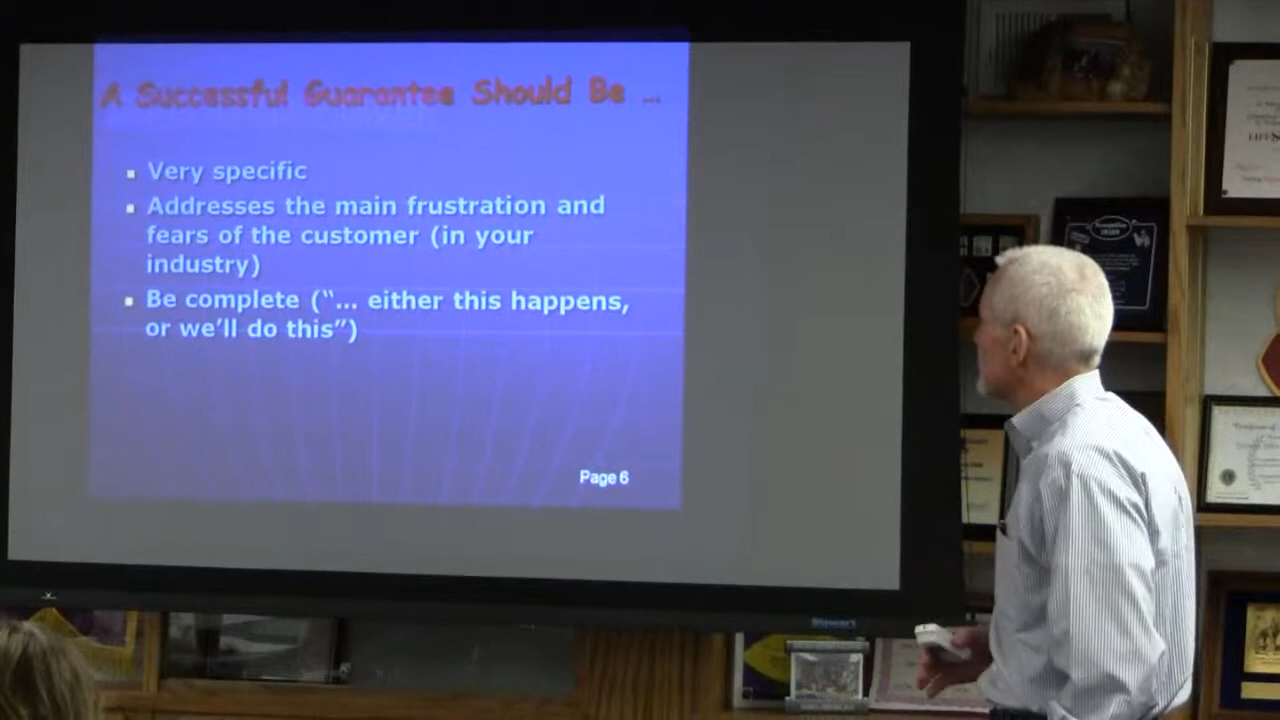 A Successful Guarantee Should Be ...
▪ Very specific
▪ Addresses the main frustration and
fears of the customer (in your
industry)
▪ Be complete (“... either this happens,
or we’ll do this”)
Page 6
Stewart